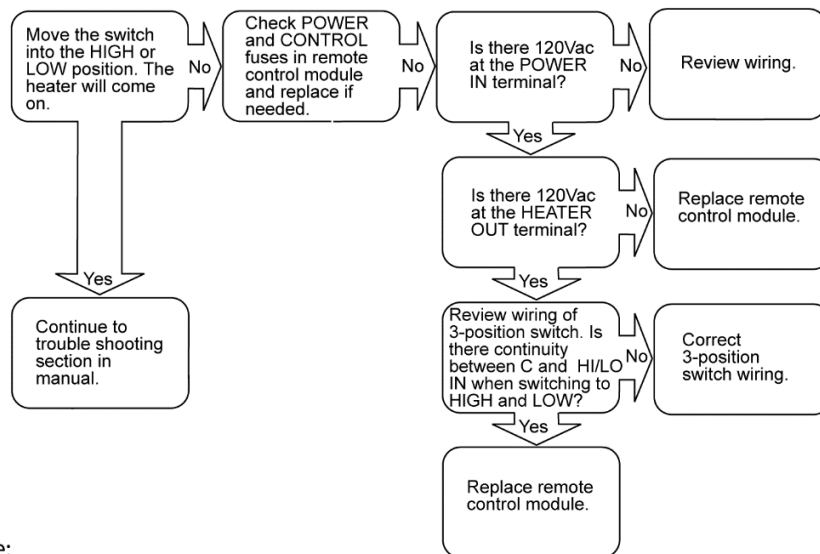 Move the switch
into the HIGH or
LOW position. The
heater will come
on.
No
Check POWER
and CONTROL
fuses in remote
control module
and replace if
needed.
No
Is there 120Vac
at the POWER
IN terminal?
No
Review wiring.
Yes
Is there 120Vac
at the HEATER
OUT terminal?
No
Replace remote
control module.
Yes
Yes
Continue to
trouble shooting
section in
manual.
Review wiring of
3-position switch. Is
there continuity
between C and HI/LO
IN when switching to
HIGH and LOW?
No
Correct
3-position
switch wiring.
Yes
Replace remote
control module.